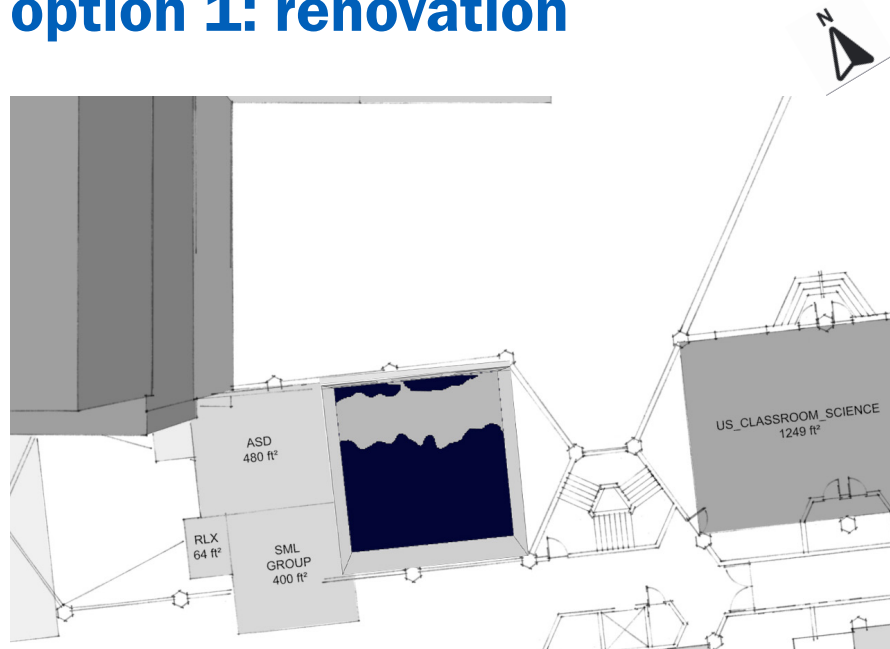 option 1: renovation
N
ASD
480 ft²
US_CLASSROOM_SCIENCE
1249 ft²
RLX
64 ft²
SML
GROUP
400 ft²